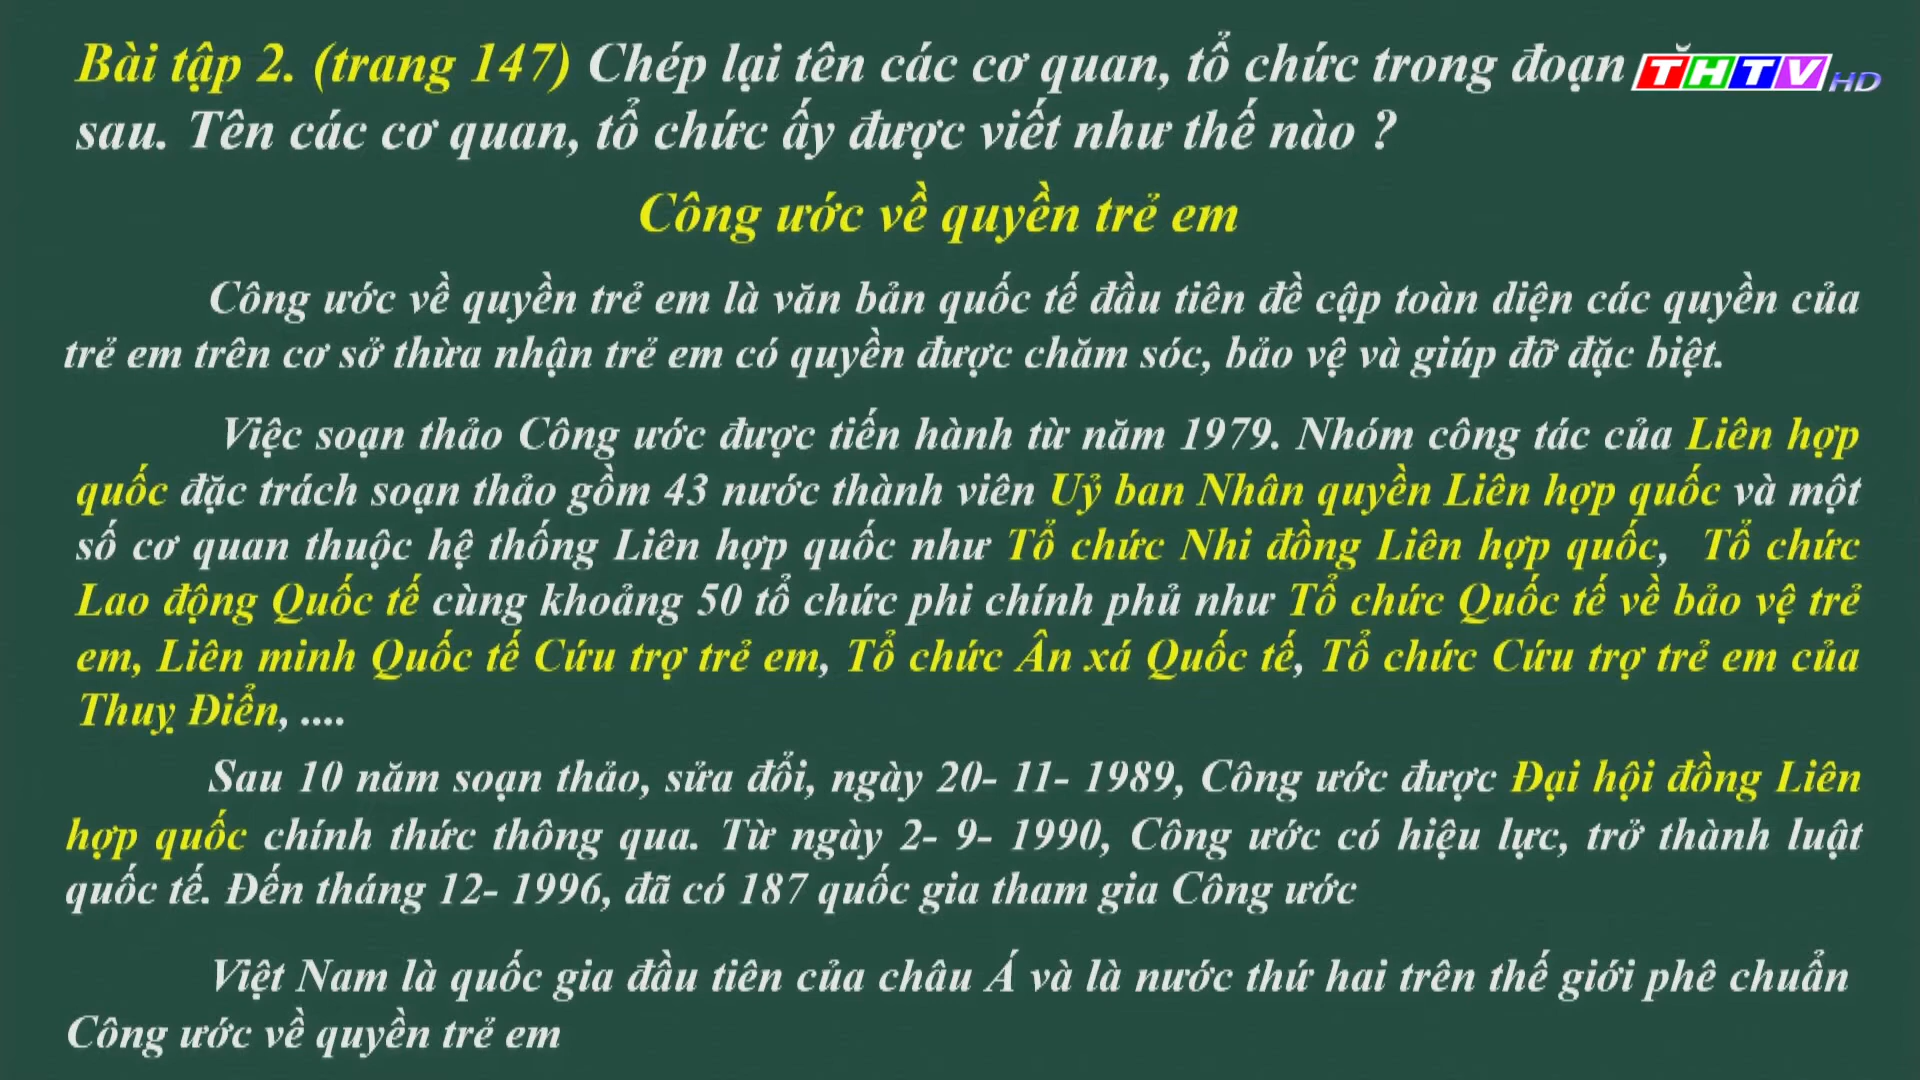 Bài tập 2. (trang 147) Chép lại tên các cơ quan, tổ chức trong đoạn
THTV HD
sau. Tên các cơ quan, tổ chức ấy được viết như thế nào ?
Công ước về quyền trẻ em
Công ước về quyền trẻ em là văn bản quốc tế đầu tiên đề cập toàn diện các quyền của
trẻ em trên cơ sở thừa nhận trẻ em có quyền được chăm sóc, bảo vệ và giúp đỡ đặc biệt.
Việc soạn thảo Công ước được tiến hành từ năm 1979. Nhóm công tác của Liên hợp
quốc đặc trách soạn thảo gồm 43 nước thành viên Uỷ ban Nhân quyền Liên hợp quốc và một
số cơ quan thuộc hệ thống Liên hợp quốc như Tổ chức Nhi đồng Liên hợp quốc, Tổ chức
Lao động Quốc tế cùng khoảng 50 tổ chức phi chính phủ như Tổ chức Quốc tế về bảo vệ trẻ
em, Liên minh Quốc tế Cứu trợ trẻ em, Tổ chức Ân xá Quốc tế, Tổ chức Cứu trợ trẻ em của
Thuỵ Điển, ....
Sau 10 năm soạn thảo, sửa đổi, ngày 20- 11- 1989, Công ước được Đại hội đồng Liên
hợp quốc chính thức thông qua. Từ ngày 2- 9- 1990, Công ước có hiệu lực, trở thành luật
quốc tế. Đến tháng 12- 1996, đã có 187 quốc gia tham gia Công ước
Việt Nam là quốc gia đầu tiên của châu Á và là nước thứ hai trên thế giới phê chuẩn
Công ước về quyền trẻ em